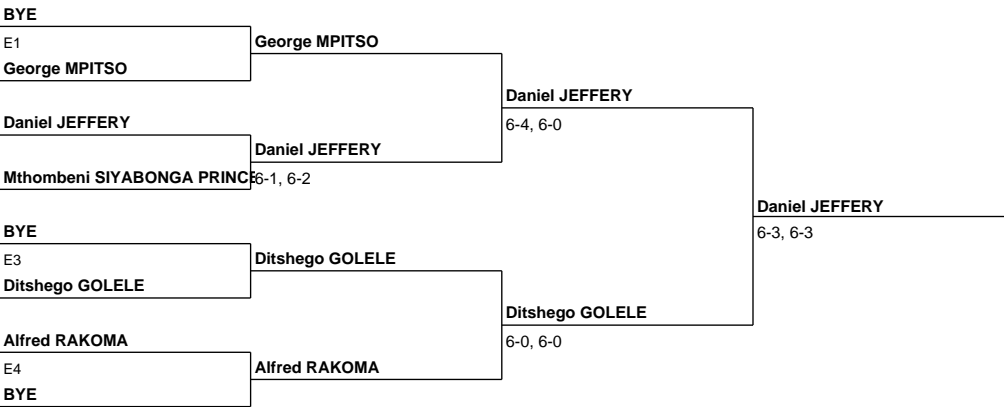 BYE
E1
George MPITSO
George MPITSO
Daniel JEFFERY
6-4, 6-0
Daniel JEFFERY
Daniel JEFFERY
Mthombeni SIYABONGA PRINCE
6-1, 6-2
Daniel JEFFERY
6-3, 6-3
BYE
E3
Ditshego GOLELE
Ditshego GOLELE
Ditshego GOLELE
6-0, 6-0
Alfred RAKOMA
E4
Alfred RAKOMA
BYE